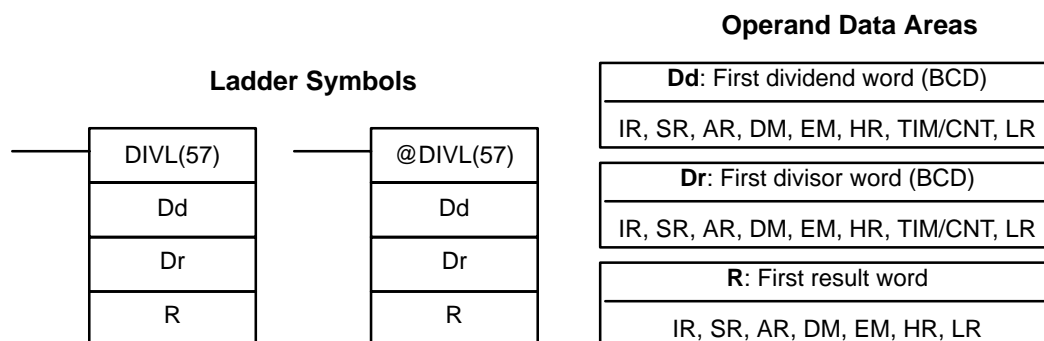 Ladder Symbols
DIVL(57)
Dd
Dr
R
@DIVL(57)
Dd
Dr
R
Operand Data Areas
Dd: First dividend word (BCD)
IR, SR, AR, DM, EM, HR, TIM/CNT, LR
Dr: First divisor word (BCD)
IR, SR, AR, DM, EM, HR, TIM/CNT, LR
R: First result word
IR, SR, AR, DM, EM, HR, LR